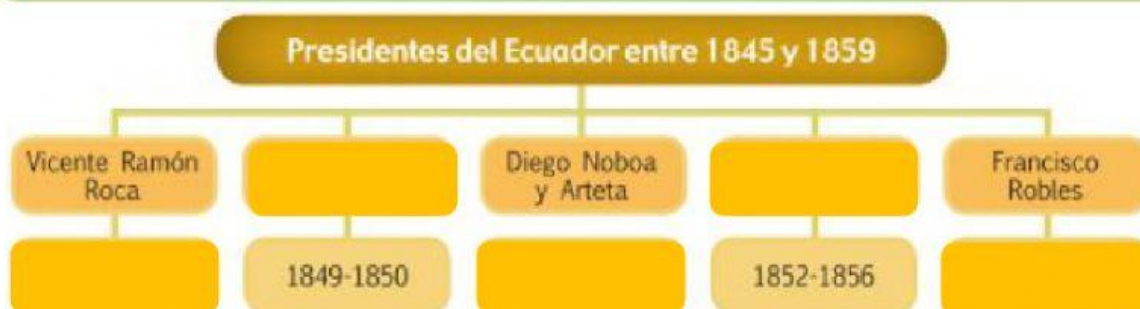 Presidentes del Ecuador entre 1845 y 1859
Vicente Ramón
Roca
Diego Noboa
y Arteta
Francisco
Robles
1849-1850
1852-1856